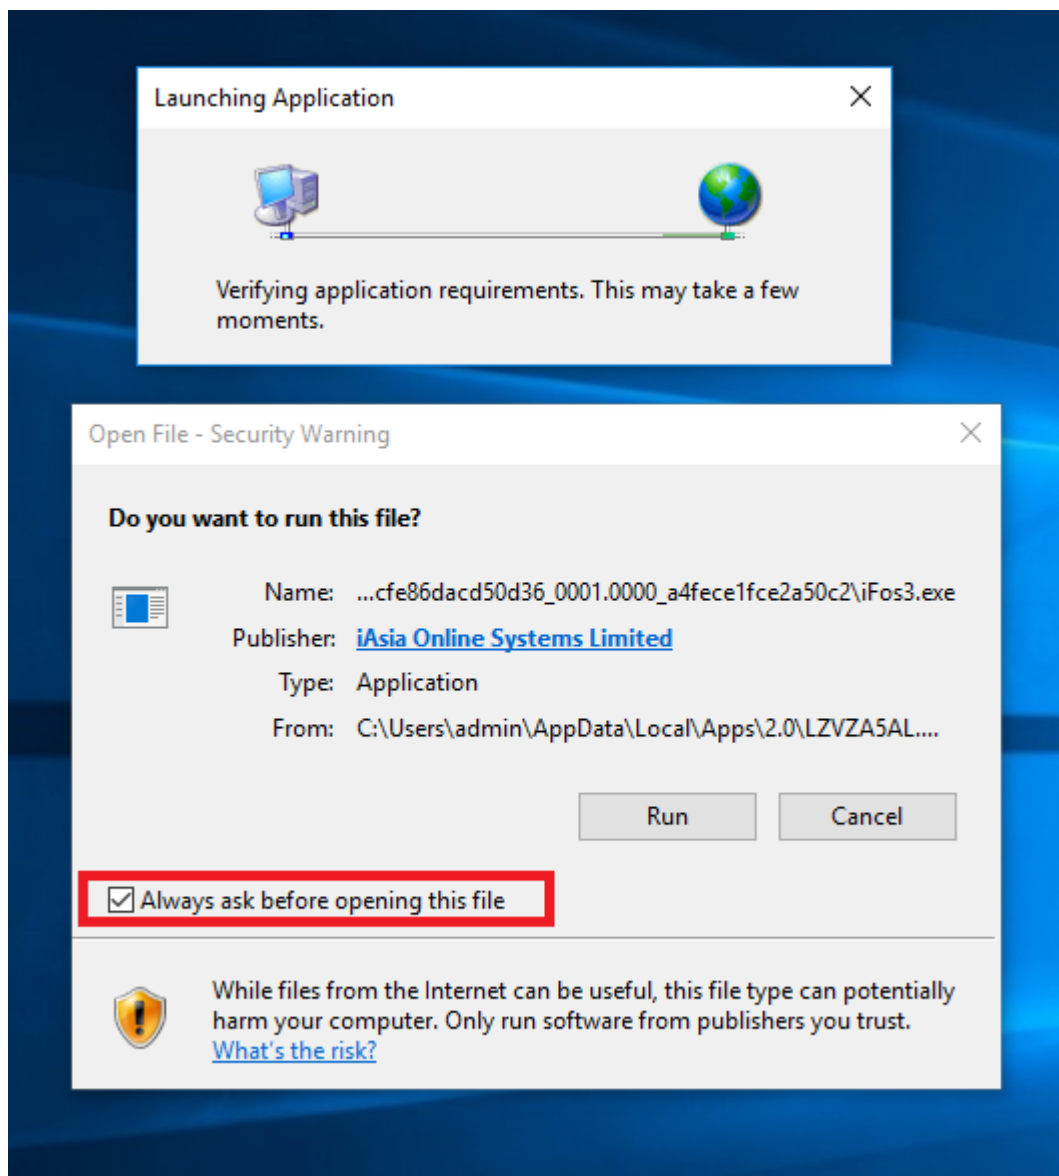 Launching Application
Verifying application requirements. This may take a few
moments.
Open File - Security Warning
Do you want to run this file?
Name: ...cfe86dacd50d36_0001.0000_a4fece1fce2a50c2\iFos3.exe
Publisher: iAsia Online Systems Limited
Type: Application
From: C:\Users\admin\AppData\Local\Apps\2.0\LZVZA5AL....
Run Cancel
Always ask before opening this file
While files from the Internet can be useful, this file type can potentially
harm your computer. Only run software from publishers you trust.
What's the risk?